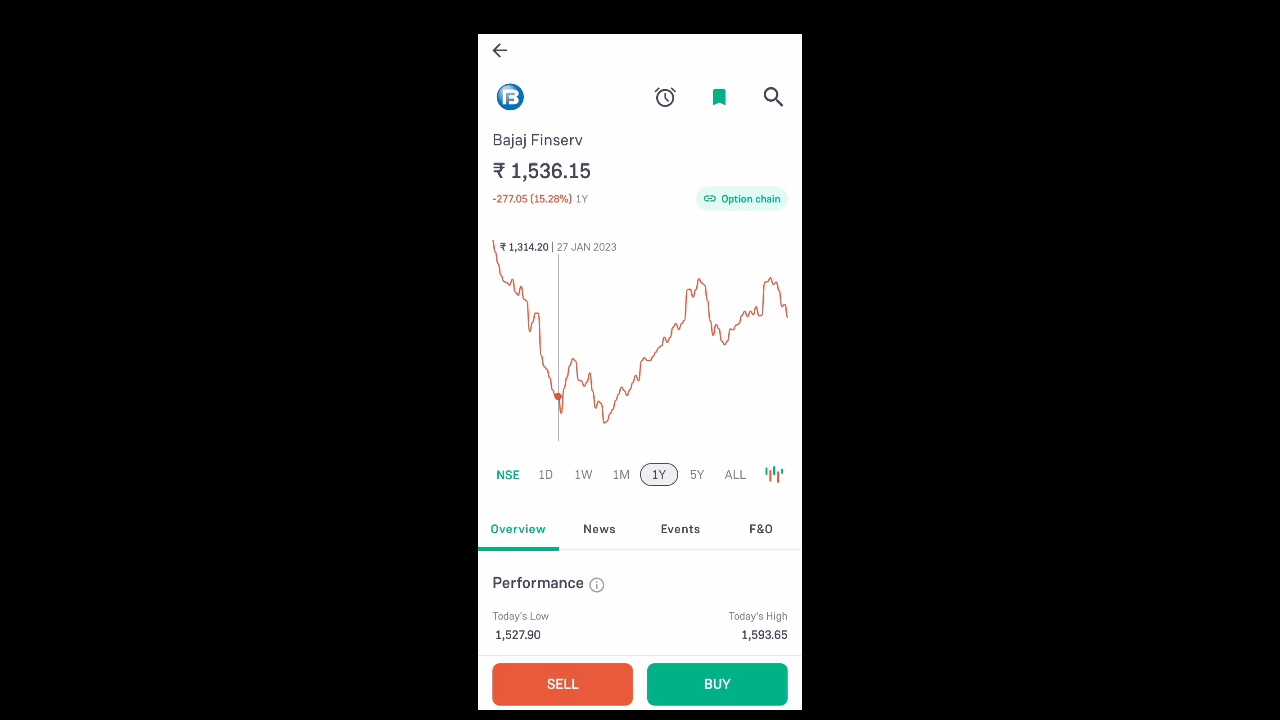 Bajaj Finserv
₹ 1,536.15
-277.05 (15.28%) 1Y
Option chain
₹ 1,314.20 | 27 JAN 2023
NSE 1D 1W 1M 1Y 5Y ALL
Overview News Events F&O
Performance
Today's Low Today's High
1,527.90 1,593.65
SELL BUY